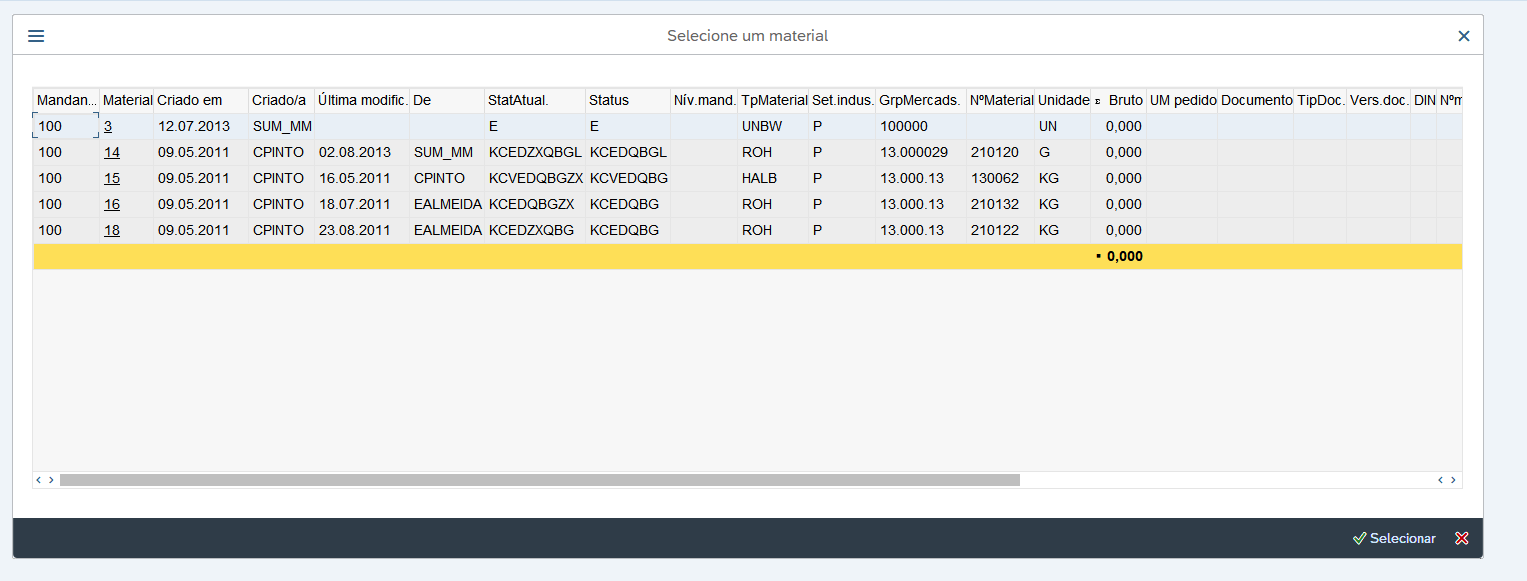 Selecione um material
Mandan... Material Criado em Criado/a Última modific. De StatAtual. Status Nív.mand. TpMaterial Set.indus. GrpMercads. NºMaterial Unidade Bruto UM pedido Documento TipDoc. Vers.doc. DIN Nºm
100 3 12.07.2013 SUM_MM E E UNBW P 100000 UN 0,000
100 14 09.05.2011 CPINTO 02.08.2013 SUM_MM KCEDZXQBGL KCEDQBGL ROH P 13.000029 210120 G 0,000
100 15 09.05.2011 CPINTO 16.05.2011 CPINTO KCVEDQBGZX KCVEDQBG HALB P 13.000.13 130062 KG 0,000
100 16 09.05.2011 CPINTO 18.07.2011 EALMEIDA KCEDQBGZX KCEDQBG ROH P 13.000.13 210132 KG 0,000
100 18 09.05.2011 CPINTO 23.08.2011 EALMEIDA KCEDZXQBG KCEDQBG ROH P 13.000.13 210122 KG 0,000
▪ 0,000
Selecionar